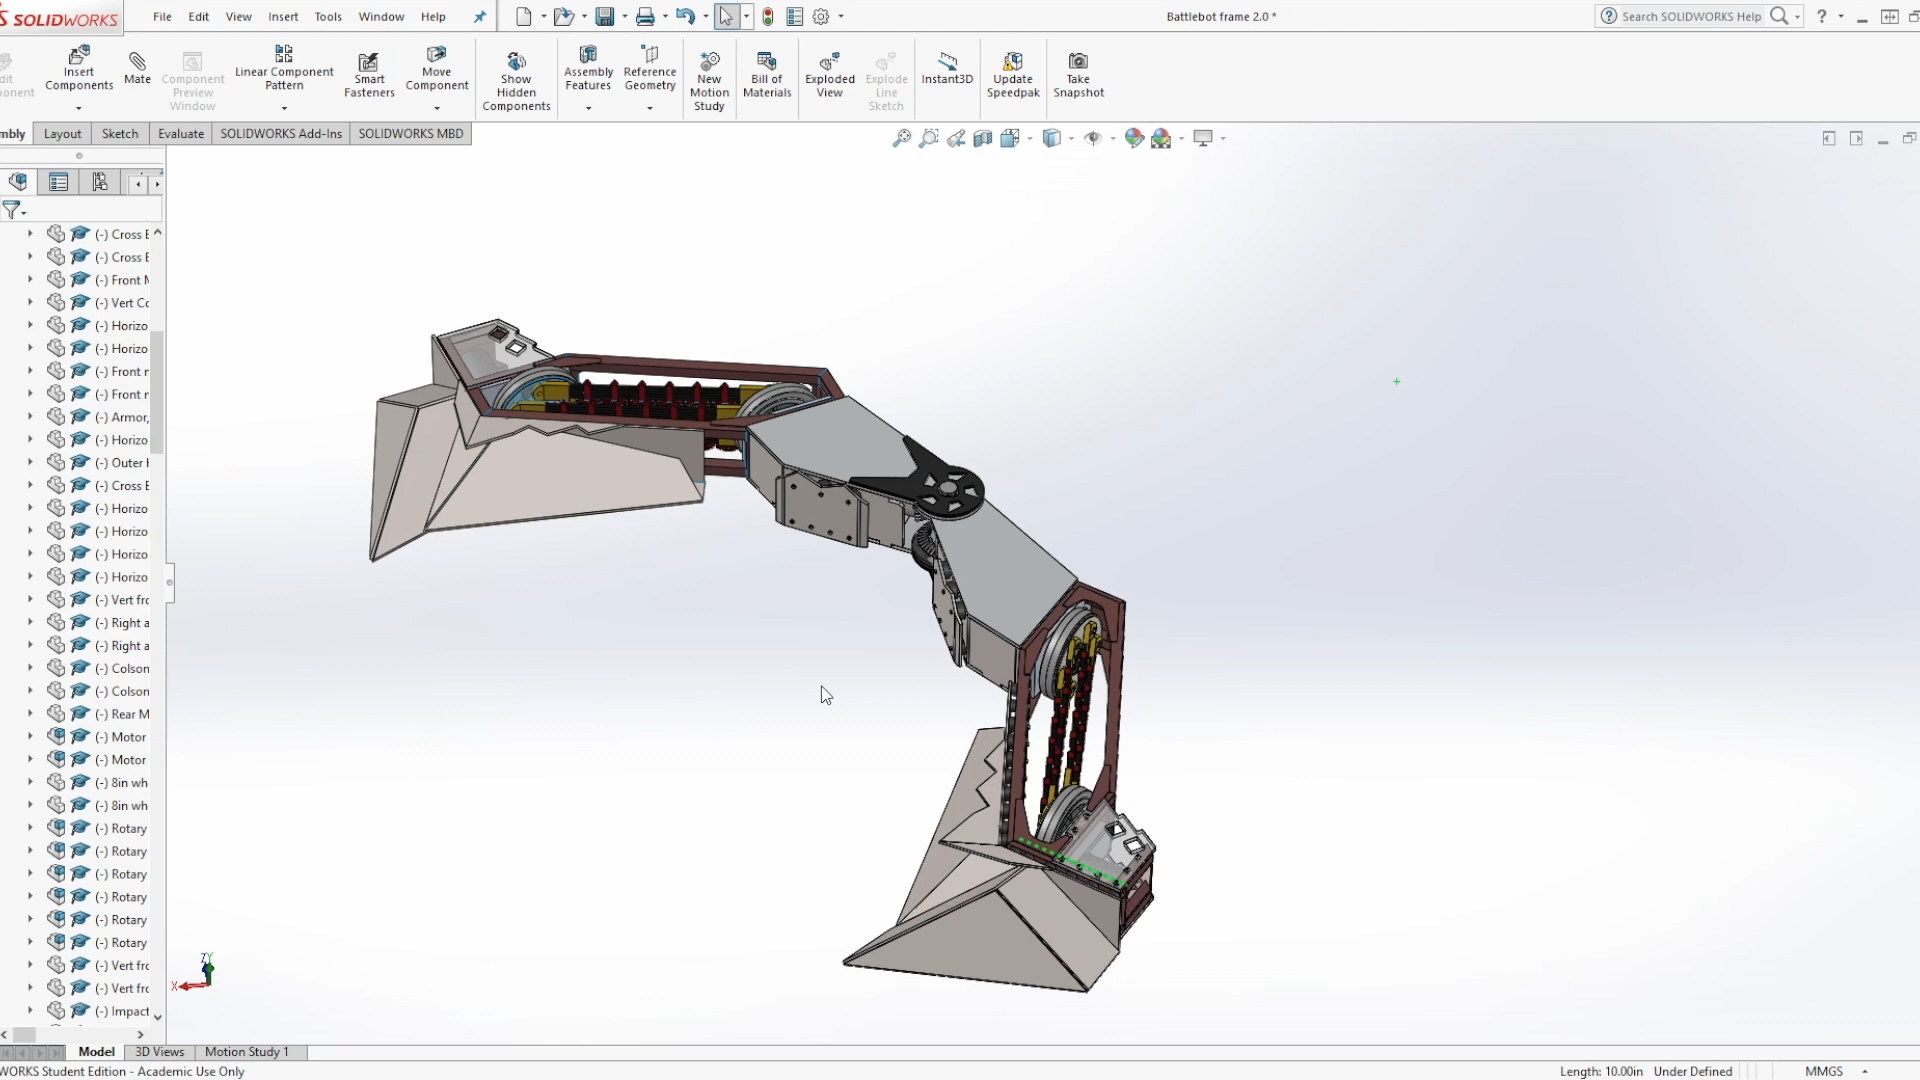 SOLIDWORKS
File Edit View Insert Tools Window Help
Battlebot frame 2.0 *
Search SOLIDWORKS Help
?
Insert Components
Mate
Component Preview Window
Linear Component Pattern
Smart Fasteners
Move Component
Show Hidden Components
Assembly Features
Reference Geometry
New Motion Study
Bill of Materials
Exploded View
Explode Line Sketch
Instant3D
Update Speedpak
Take Snapshot
mbly Layout Sketch Evaluate SOLIDWORKS Add-Ins SOLIDWORKS MBD
(-) Cross B
(-) Cross B
(-) Front M
(-) Vert Co
(-) Horizo
(-) Horizo
(-) Front r
(-) Front r
(-) Armor,
(-) Horizo
(-) Outer H
(-) Cross B
(-) Horizo
(-) Horizo
(-) Horizo
(-) Horizo
(-) Vert fro
(-) Right a
(-) Right a
(-) Colson
(-) Colson
(-) Rear M
(-) Motor
(-) Motor
(-) 8in wh
(-) 8in wh
(-) Rotary
(-) Rotary
(-) Rotary
(-) Rotary
(-) Rotary
(-) Rotary
(-) Vert fro
(-) Vert fro
(-) Impact
Z Y
X
Model 3D Views Motion Study 1
WORKS Student Edition - Academic Use Only
Length: 10.00in Under Defined MMGS